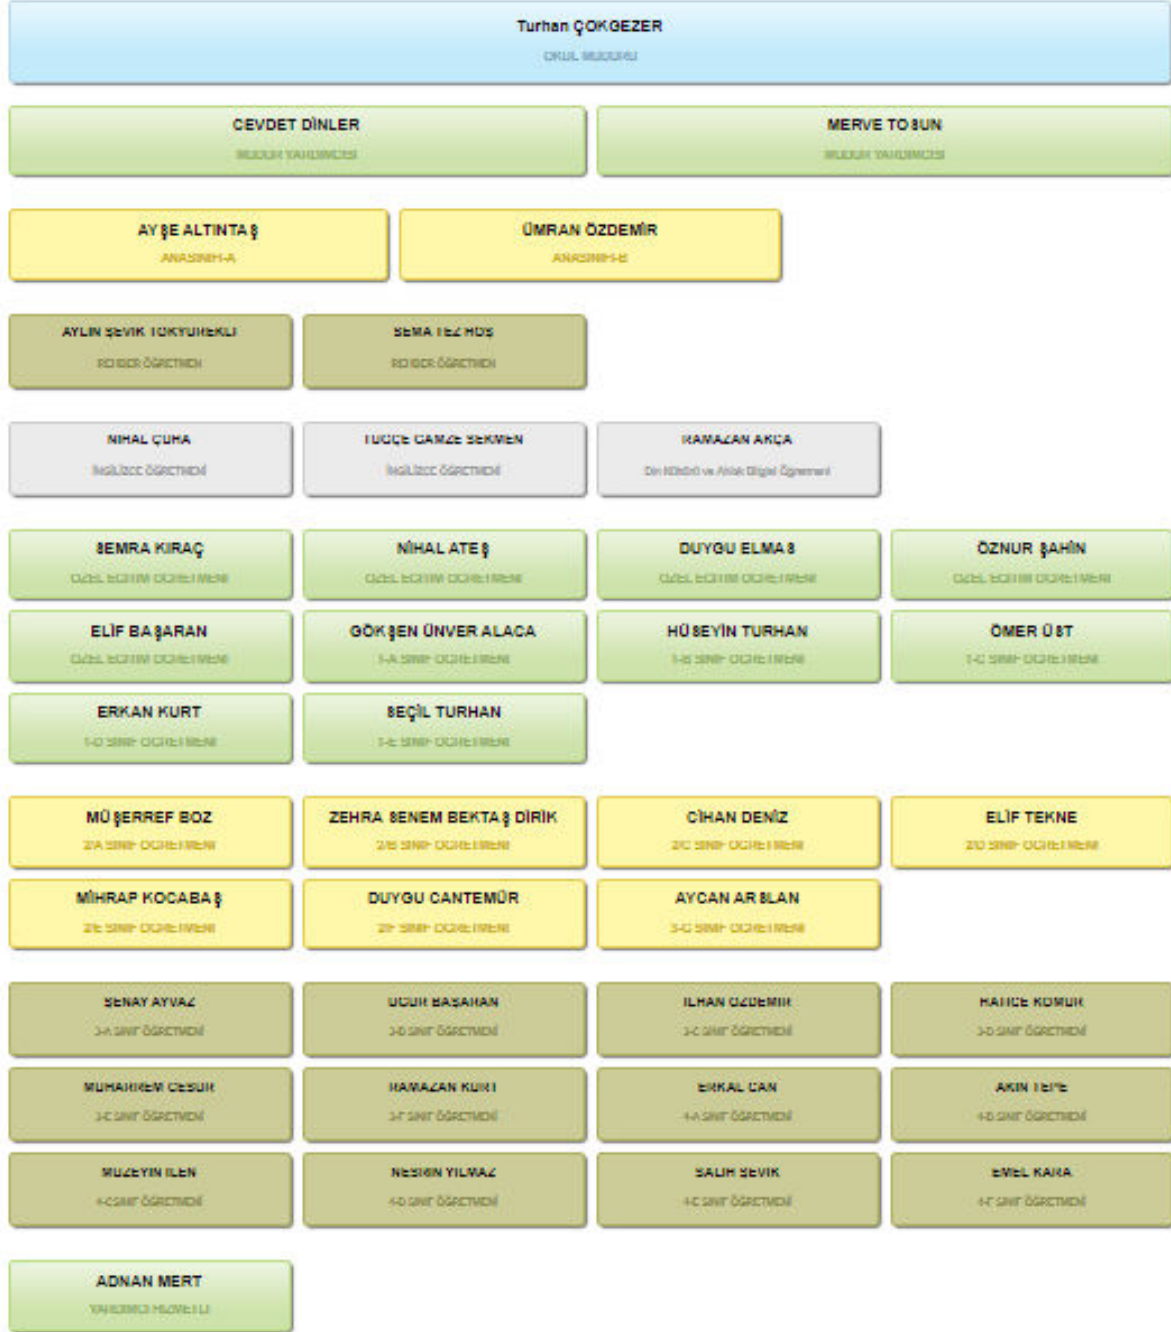 Turhan ÇOKGEZER
OKUL MÜDÜRÜ
CEVDET DİNLER
MÜDÜR YARDIMCISI
MERVE TOSUN
MÜDÜR YARDIMCISI
AYŞE ALTINTAŞ
ANASINIFI-A
ÜMRAN ÖZDEMİR
ANASINIFI-B
AYLİN ŞEVİK TOKYÜREKLİ
REHBER ÖĞRETMEN
SEMA TEZ HOŞ
REHBER ÖĞRETMEN
NİHAL ÇUHA
İNGİLİZCE ÖĞRETMENİ
TUĞÇE GAMZE SEKMEN
İNGİLİZCE ÖĞRETMENİ
RAMAZAN AKÇA
Din Kültürü ve Ahlak Bilgisi Öğretmeni
SEMRA KIRAÇ
ÖZEL EĞİTİM ÖĞRETMENİ
NİHAL ATEŞ
ÖZEL EĞİTİM ÖĞRETMENİ
DUYGU ELMAS
ÖZEL EĞİTİM ÖĞRETMENİ
ÖZNUR ŞAHİN
ÖZEL EĞİTİM ÖĞRETMENİ
ELİF BAŞARAN
ÖZEL EĞİTİM ÖĞRETMENİ
GÖKŞEN ÜNVER ALACA
1-A SINIF ÖĞRETMENİ
HÜSEYİN TURHAN
1-B SINIF ÖĞRETMENİ
ÖMER ÜST
1-C SINIF ÖĞRETMENİ
ERKAN KURT
1-D SINIF ÖĞRETMENİ
SEÇİL TURHAN
1-E SINIF ÖĞRETMENİ
MÜŞERREF BOZ
2/A SINIF ÖĞRETMENİ
ZEHRA SENEM BEKTAŞ DİRİK
2/B SINIF ÖĞRETMENİ
CİHAN DENİZ
2/C SINIF ÖĞRETMENİ
ELİF TEKNE
2/D SINIF ÖĞRETMENİ
MİHRAP KOCABAŞ
2/E SINIF ÖĞRETMENİ
DUYGU CANTEMÜR
2/F SINIF ÖĞRETMENİ
AYCAN ARSLAN
3-G SINIF ÖĞRETMENİ
ŞENAY AYVAZ
3-A SINIF ÖĞRETMENİ
UĞUR BAŞARAN
3-B SINIF ÖĞRETMENİ
İLHAN ÖZDEMİR
3-C SINIF ÖĞRETMENİ
HATİCE KÖMÜR
3-D SINIF ÖĞRETMENİ
MUHARREM CESUR
3-E SINIF ÖĞRETMENİ
RAMAZAN KURT
3-F SINIF ÖĞRETMENİ
ERKAL CAN
4-A SINIF ÖĞRETMENİ
AKIN TEPE
4-B SINIF ÖĞRETMENİ
MÜZEYİN İLEN
4-C SINIF ÖĞRETMENİ
NESRİN YILMAZ
4-D SINIF ÖĞRETMENİ
SALİH ŞEVİK
4-E SINIF ÖĞRETMENİ
EMEL KARA
4-F SINIF ÖĞRETMENİ
ADNAN MERT
YARDIMCI HİZMETLİ